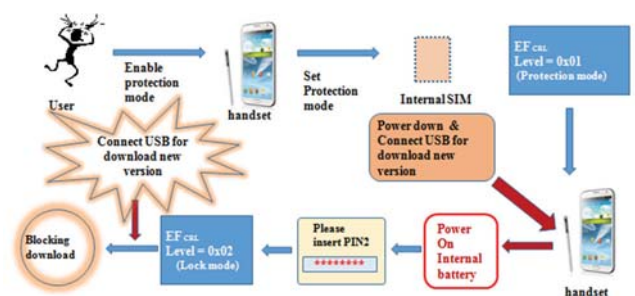 User
Enable
protection
mode
handset
Set
Protection
mode
Internal SIM
EF CRL
Level = 0x01
(Protection mode)
Connect USB for
download new
version
Power down &
Connect USB for
download new
version
Blocking
download
EF CRL
Level = 0x02
(Lock mode)
Please
insert PIN2
********
Power
On
Internal
battery
handset